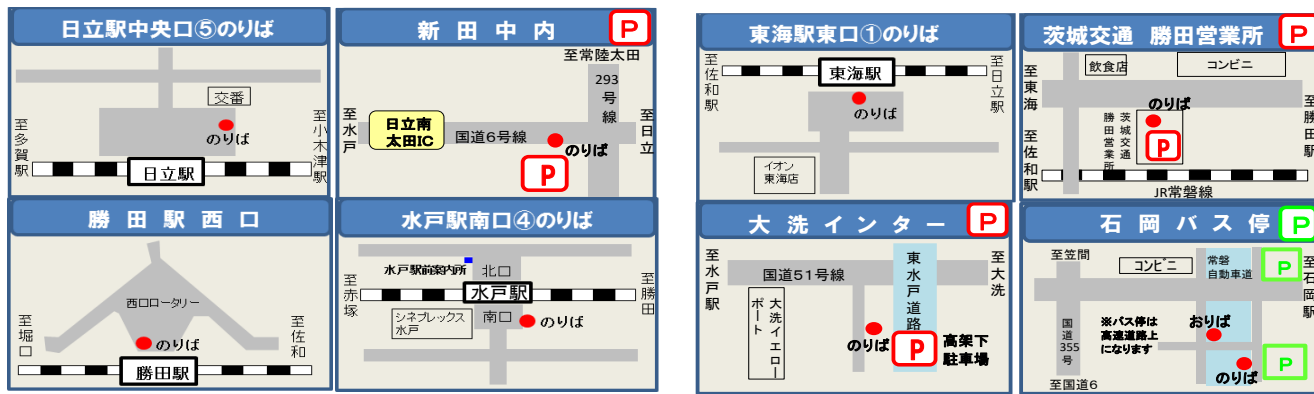 日立駅中央口⑤のりば
交番
のりば
至多賀駅
至小木津駅
日立駅
新田中内 P
至常陸太田
293号線
至水戸
日立南
太田IC
国道6号線
至日立
のりば
P
東海駅東口①のりば
至佐和駅
東海駅
至日立駅
のりば
イオン
東海店
茨城交通 勝田営業所 P
飲食店
コンビニ
至東海
のりば
至勝田駅
茨城交通
勝田営業所
P
至佐和駅
JR常磐線
勝田駅西口
西口ロータリー
至堀口
のりば
至佐和
勝田駅
水戸駅南口④のりば
水戸駅前案内所
北口
至赤塚
水戸駅
至勝田
シネプレックス
水戸
南口
のりば
大洗インター P
至水戸駅
国道51号線
東水戸道路
至大洗
大洗イエロー
ポート
のりば
P
高架下
駐車場
石岡バス停 P
至笠間
コンビニ
常磐
自動車道
P
至石岡駅
国道355号
※バス停は
高速道路上
になります
おりば
のりば
P
至国道6